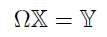 Ω𝕏 = 𝕐